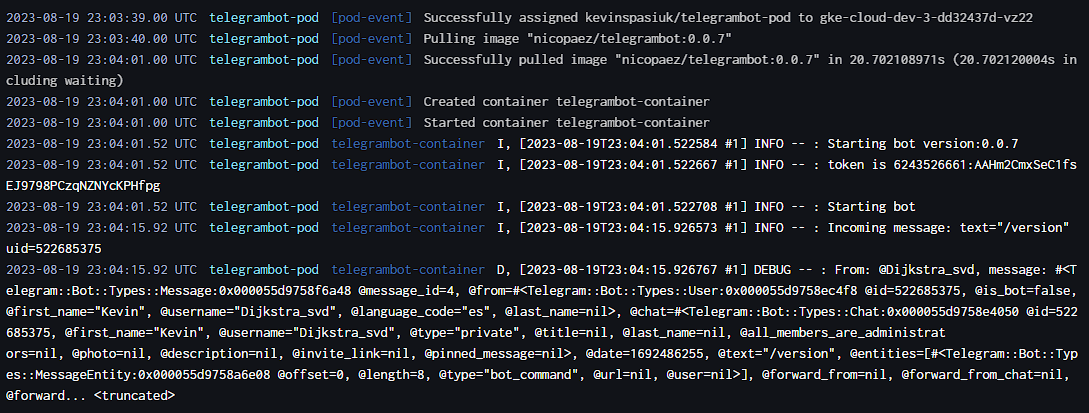 2023-08-19 23:03:39.00 UTC telegrambot-pod [pod-event] Successfully assigned kevinspasiuk/telegrambot-pod to gke-cloud-dev-3-dd32437d-vz22
2023-08-19 23:03:40.00 UTC telegrambot-pod [pod-event] Pulling image "nicopaez/telegrambot:0.0.7"
2023-08-19 23:04:01.00 UTC telegrambot-pod [pod-event] Successfully pulled image "nicopaez/telegrambot:0.0.7" in 20.702108971s (20.702120004s in
cluding waiting)
2023-08-19 23:04:01.00 UTC telegrambot-pod [pod-event] Created container telegrambot-container
2023-08-19 23:04:01.00 UTC telegrambot-pod [pod-event] Started container telegrambot-container
2023-08-19 23:04:01.52 UTC telegrambot-pod telegrambot-container I, [2023-08-19T23:04:01.522584 #1] INFO -- : Starting bot version:0.0.7
2023-08-19 23:04:01.52 UTC telegrambot-pod telegrambot-container I, [2023-08-19T23:04:01.522667 #1] INFO -- : token is 6243526661:AAHm2CmxSeC1fs
EJ9798PCzqNZNYcKPHfpg
2023-08-19 23:04:01.52 UTC telegrambot-pod telegrambot-container I, [2023-08-19T23:04:01.522708 #1] INFO -- : Starting bot
2023-08-19 23:04:15.92 UTC telegrambot-pod telegrambot-container I, [2023-08-19T23:04:15.926573 #1] INFO -- : Incoming message: text="/version"
uid=522685375
2023-08-19 23:04:15.92 UTC telegrambot-pod telegrambot-container D, [2023-08-19T23:04:15.926767 #1] DEBUG -- : From: @Dijkstra_svd, message: #<T
elegram::Bot::Types::Message:0x000055d9758f6a48 @message_id=4, @from=#<Telegram::Bot::Types::User:0x000055d9758ec4f8 @id=522685375, @is_bot=false,
@first_name="Kevin", @username="Dijkstra_svd", @language_code="es", @last_name=nil>, @chat=#<Telegram::Bot::Types::Chat:0x000055d9758e4050 @id=522
685375, @first_name="Kevin", @username="Dijkstra_svd", @type="private", @title=nil, @last_name=nil, @all_members_are_administrat
ors=nil, @photo=nil, @description=nil, @invite_link=nil, @pinned_message=nil>, @date=1692486255, @text="/version", @entities=[#<Telegram::Bot::Typ
es::MessageEntity:0x000055d9758a6e08 @offset=0, @length=8, @type="bot_command", @url=nil, @user=nil>], @forward_from=nil, @forward_from_chat=nil,
@forward... <truncated>